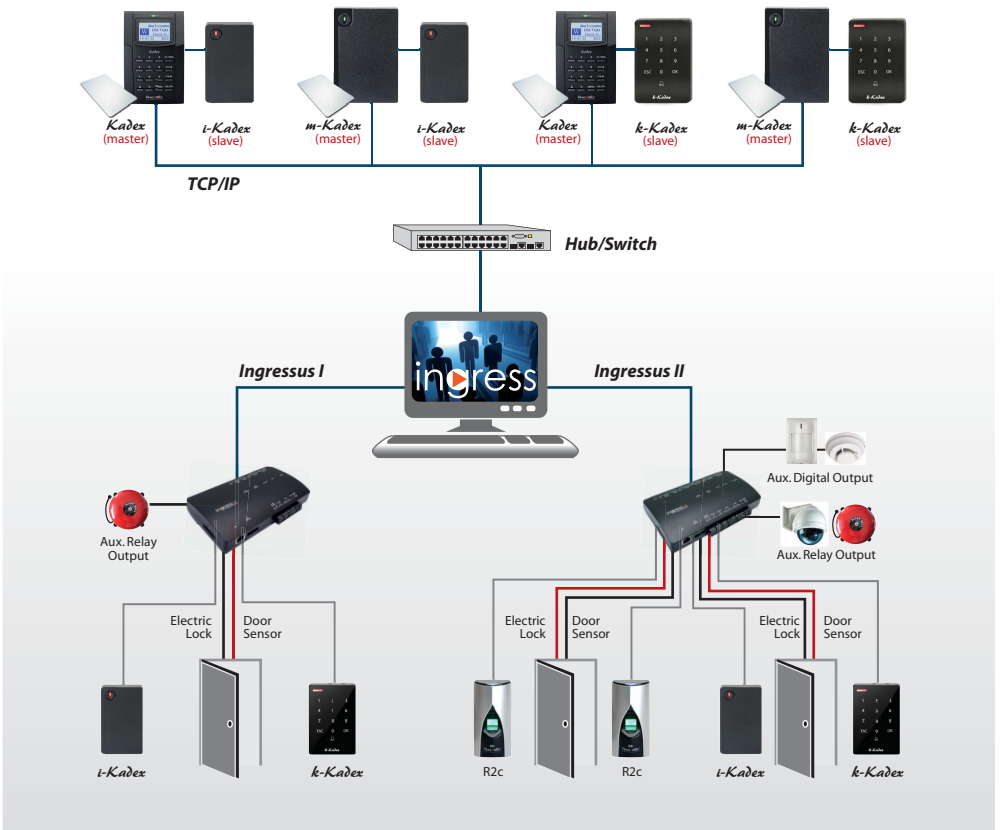 Kadex
(master)
i-Kadex
(slave)
m-Kadex
(master)
i-Kadex
(slave)
Kadex
(master)
k-Kadex
(slave)
m-Kadex
(master)
k-Kadex
(slave)
TCP/IP
Hub/Switch
ingress
Ingressus I
Ingressus II
Aux. Digital Output
Aux. Relay
Output
Aux. Relay Output
Electric
Lock
Door
Sensor
Electric
Lock
Door
Sensor
Electric
Lock
Door
Sensor
i-Kadex
k-Kadex
R2c
R2c
i-Kadex
k-Kadex